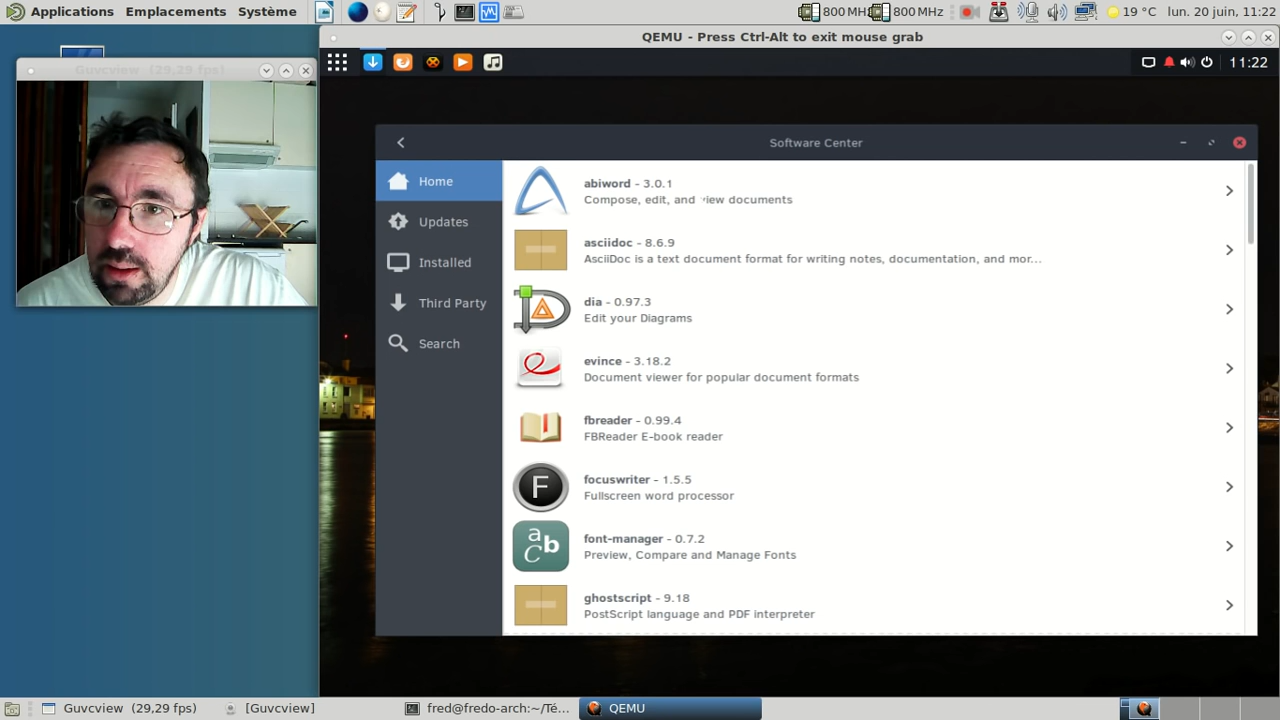 Applications Emplacements Système 800 MHz 800 MHz 19 °C lun. 20 juin, 11:22
QEMU - Press Ctrl-Alt to exit mouse grab
Guvcview (29,29 fps)
11:22
Software Center
Home
Updates
Installed
Third Party
Search
abiword - 3.0.1
Compose, edit, and view documents
asciidoc - 8.6.9
AsciiDoc is a text document format for writing notes, documentation, and mor...
dia - 0.97.3
Edit your Diagrams
evince - 3.18.2
Document viewer for popular document formats
fbreader - 0.99.4
FBReader E-book reader
F
focuswriter - 1.5.5
Fullscreen word processor
a
c b
font-manager - 0.7.2
Preview, Compare and Manage Fonts
ghostscript - 9.18
PostScript language and PDF interpreter
Guvcview (29,29 fps) [Guvcview] fred@fredo-arch:~/Té... QEMU